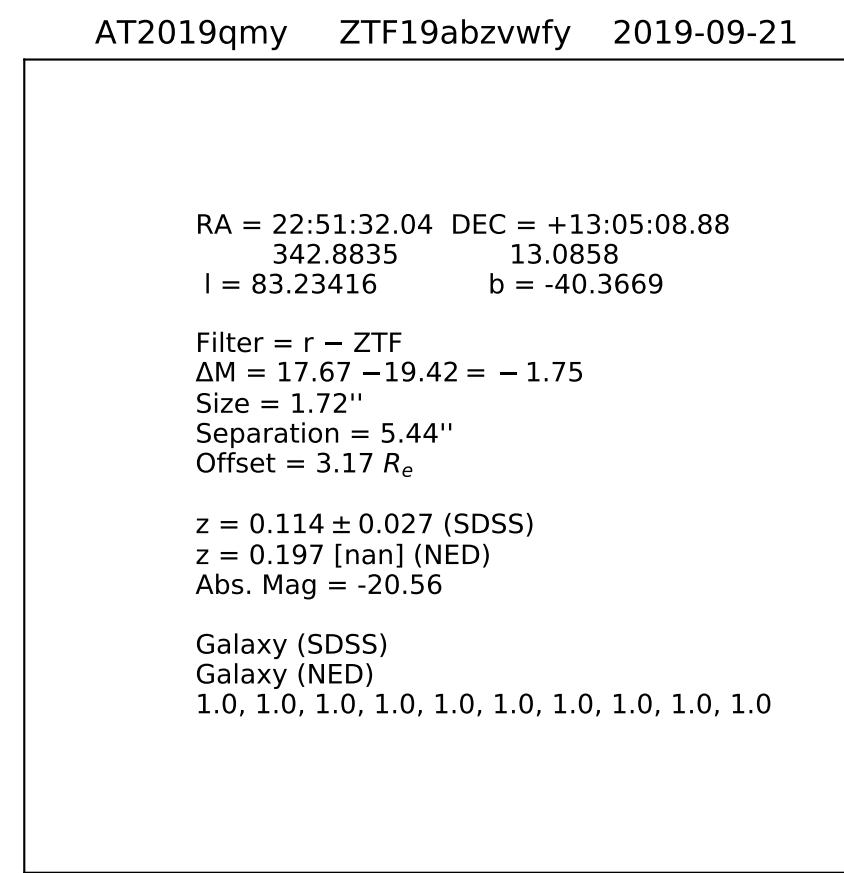 AT2019qmy ZTF19abzvwfy 2019-09-21
RA = 22:51:32.04 DEC = +13:05:08.88
342.8835 13.0858
l = 83.23416 b = -40.3669
Filter = r − ZTF
ΔM = 17.67 −19.42 = − 1.75
Size = 1.72''
Separation = 5.44''
Offset = 3.17 Re
z = 0.114 ± 0.027 (SDSS)
z = 0.197 [nan] (NED)
Abs. Mag = -20.56
Galaxy (SDSS)
Galaxy (NED)
1.0, 1.0, 1.0, 1.0, 1.0, 1.0, 1.0, 1.0, 1.0, 1.0